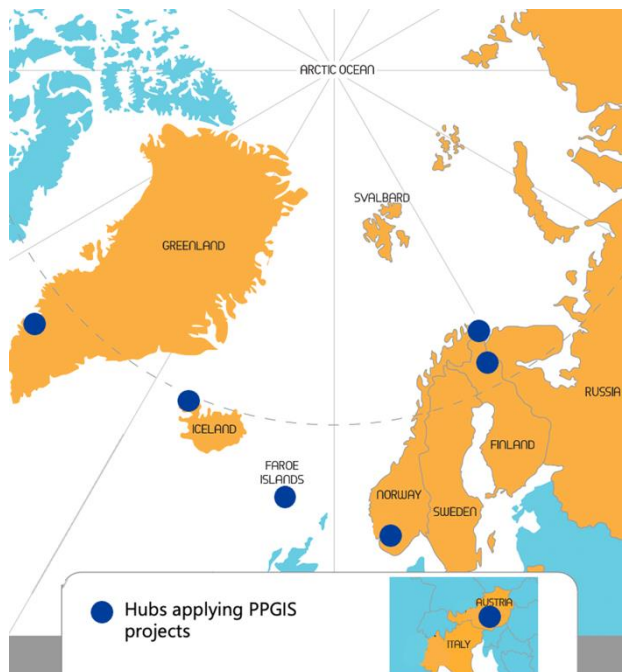 ARCTIC OCEAN
SVALBARD
GREENLAND
RUSSIA
ICELAND
FINLAND
FAROE
ISLANDS
NORWAY
SWEDEN
Hubs applying PPGIS
projects
AUSTRIA
ITALY